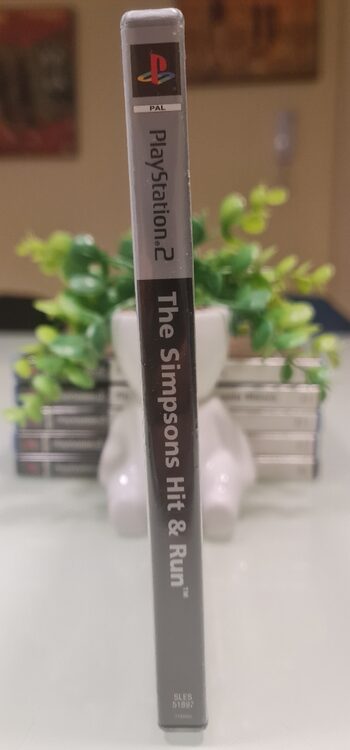 PAL
PlayStation®2
The Simpsons Hit & Run™
SLES
51897